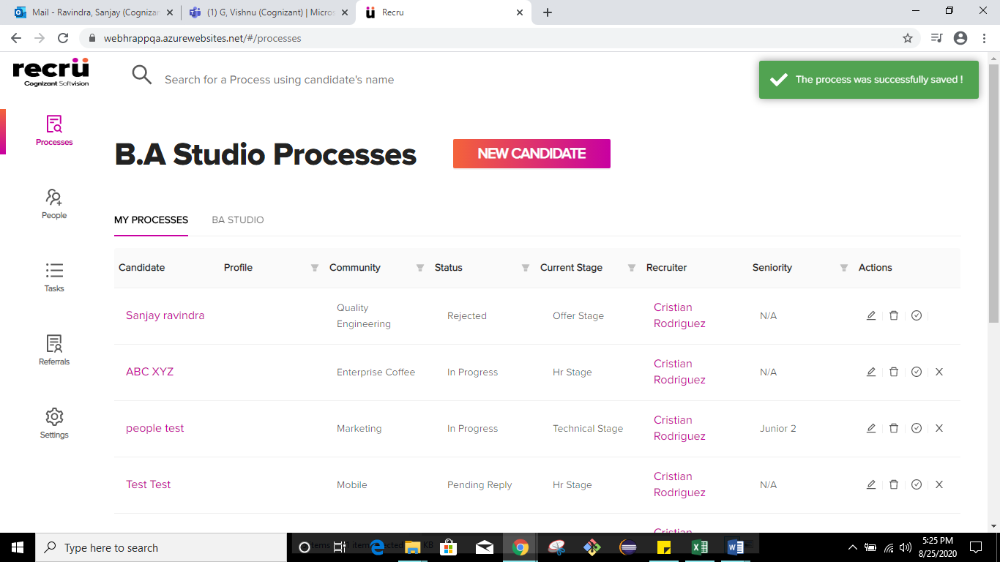 Mail - Ravindra, Sanjay (Cognizan
(1) G, Vishnu (Cognizant) | Micros
Recru
webhrappqa.azurewebsites.net/#/processes
recrü
Cognizant Softvision
Search for a Process using candidate's name
The process was successfully saved !
Processes
People
Tasks
Referrals
Settings
B.A Studio Processes
NEW CANDIDATE
MY PROCESSES BA STUDIO
Candidate Profile Community Status Current Stage Recruiter Seniority Actions
Sanjay ravindra Quality Engineering Rejected Offer Stage Cristian Rodriguez N/A
ABC XYZ Enterprise Coffee In Progress Hr Stage Cristian Rodriguez N/A X
people test Marketing In Progress Technical Stage Cristian Rodriguez Junior 2 X
Test Test Mobile Pending Reply Hr Stage Cristian Rodriguez N/A X
Cristian
Type here to search
5:25 PM
8/25/2020